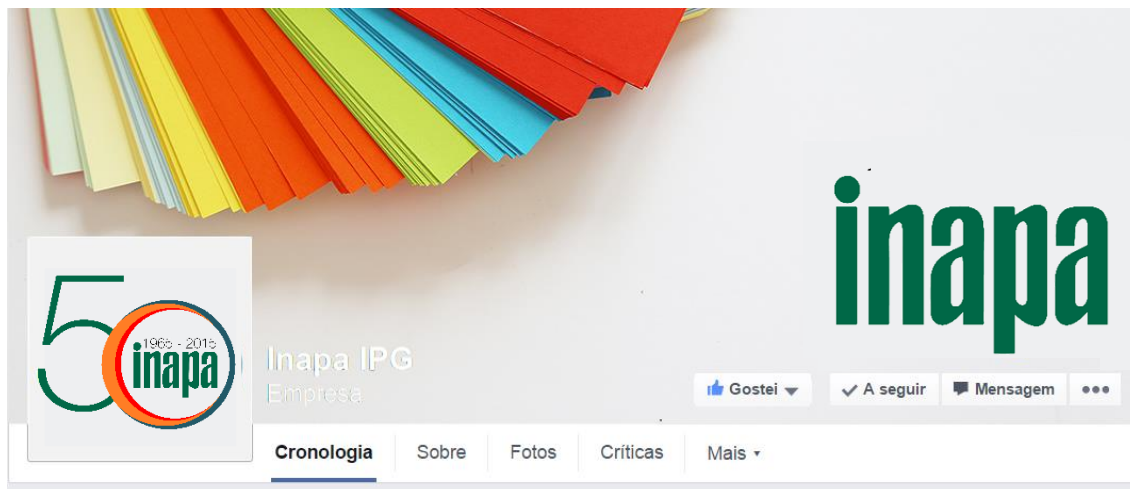 inapa
50
1965 - 2015
inapa
Inapa IPG
Empresa
Gostei
A seguir
Mensagem
Cronologia
Sobre
Fotos
Críticas
Mais